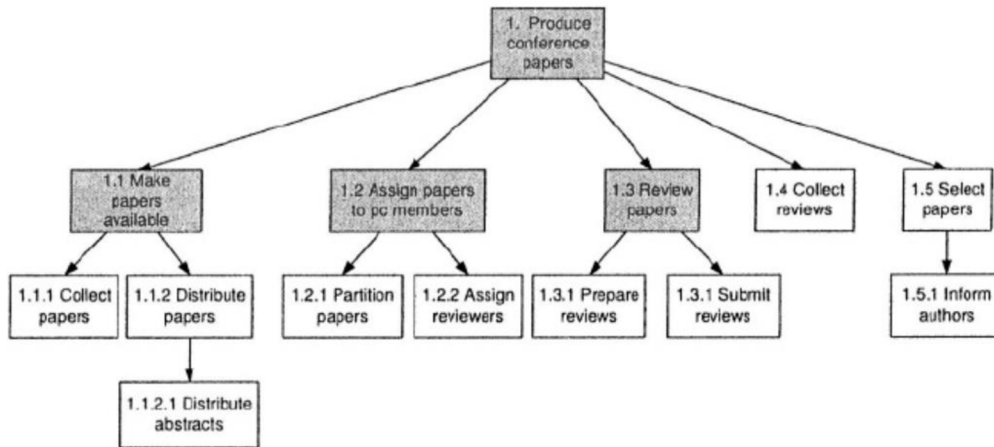 1. Produce
conference
papers
1.1 Make
papers
available
1.2 Assign papers
to pc members
1.3 Review
papers
1.4 Collect
reviews
1.5 Select
papers
1.1.1 Collect
papers
1.1.2 Distribute
papers
1.2.1 Partition
papers
1.2.2 Assign
reviewers
1.3.1 Prepare
reviews
1.3.1 Submit
reviews
1.5.1 Inform
authors
1.1.2.1 Distribute
abstracts